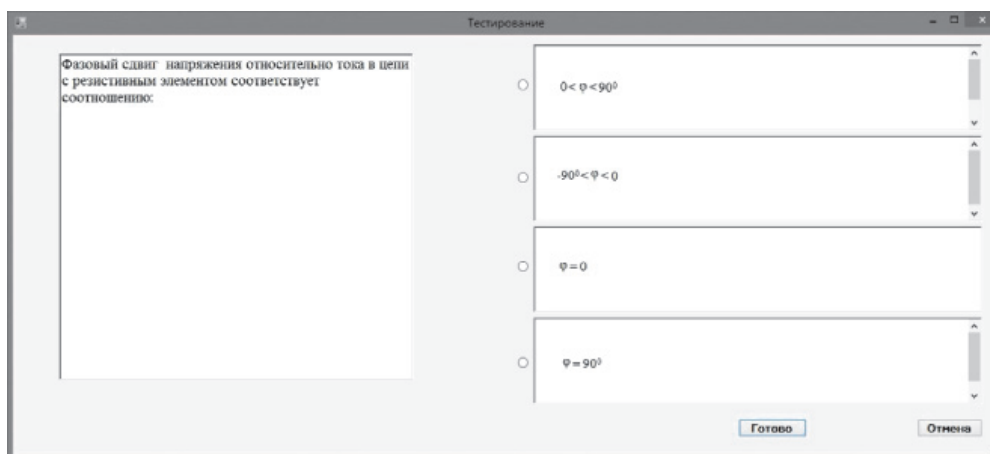 Тестирование
Фазовый сдвиг напряжения относительно тока в цепи
с резистивным элементом соответствует
соотношению:
0< φ <90⁰
-90⁰< φ < 0
φ = 0
φ = 90⁰
Готово
Отмена